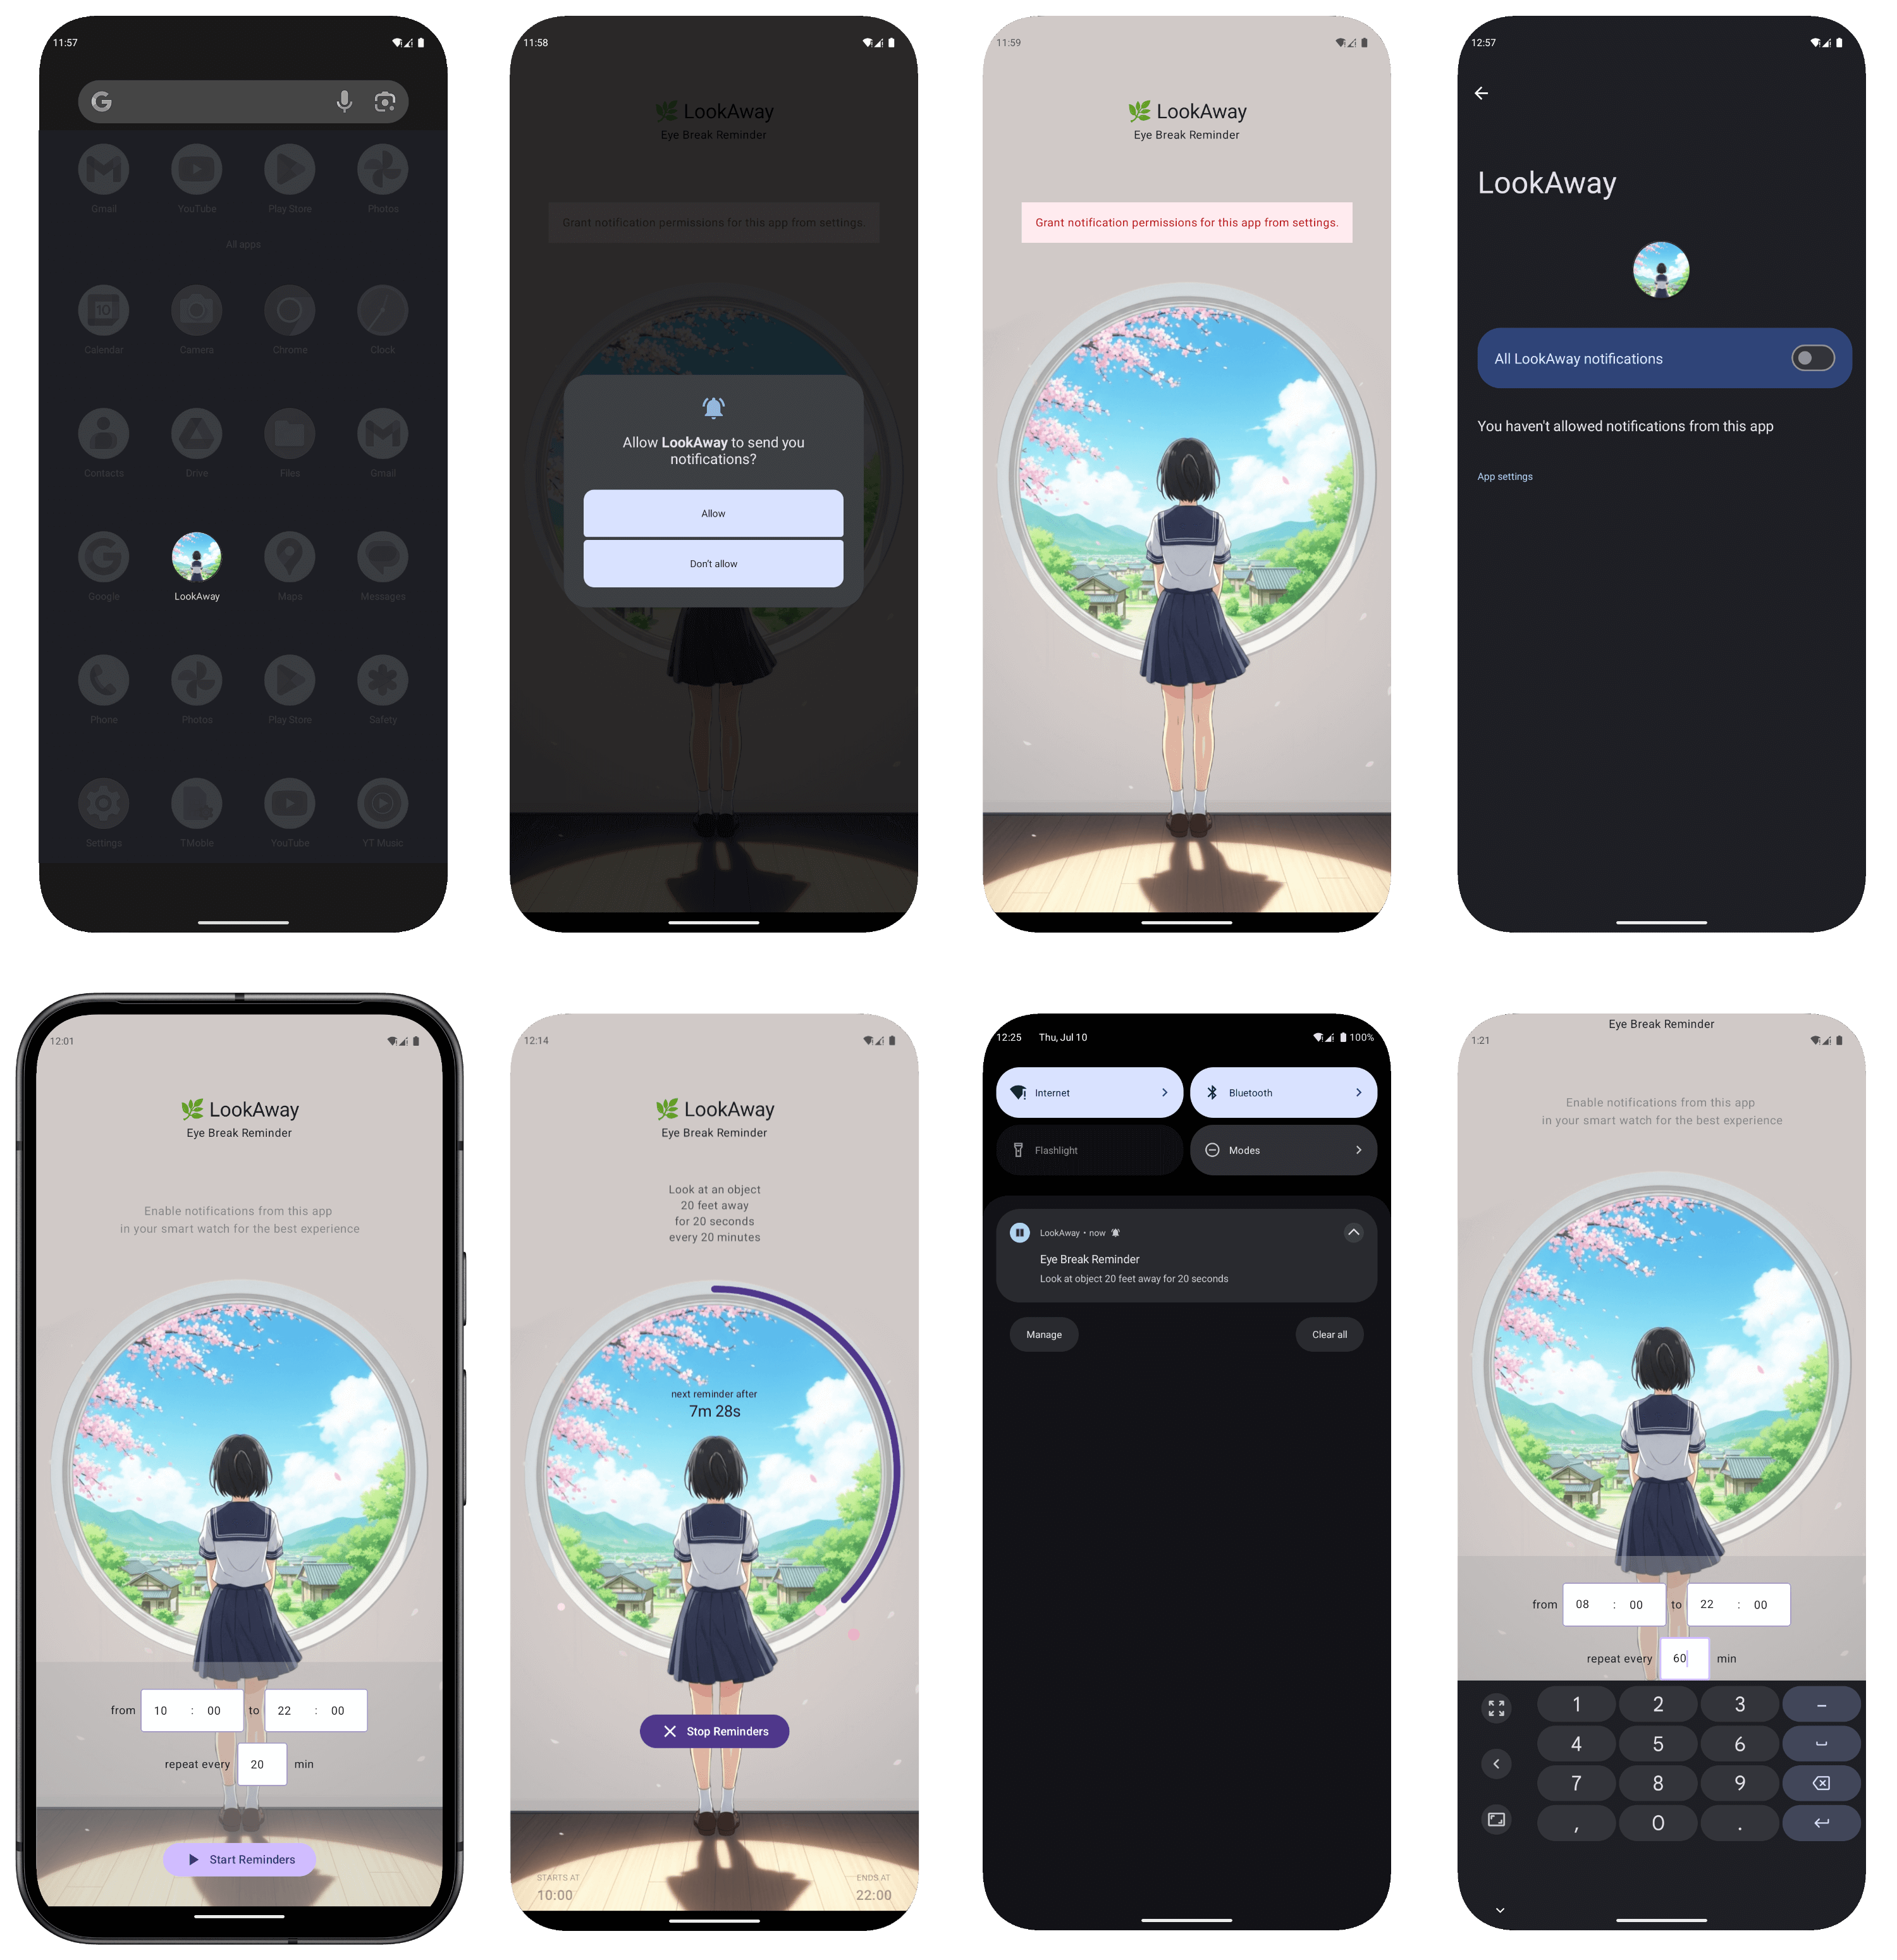 11:57
Gmail
YouTube
Play Store
Photos
All apps
10
Calendar
Camera
Chrome
Clock
Contacts
Drive
Files
Gmail
Google
LookAway
Maps
Messages
Phone
Photos
Play Store
Safety
Settings
TMoble
YouTube
YT Music
11:58
LookAway
Eye Break Reminder
Grant notification permissions for this app from settings.
Allow LookAway to send you
notifications?
Allow
Don't allow
11:59
LookAway
Eye Break Reminder
Grant notification permissions for this app from settings.
12:57
LookAway
All LookAway notifications
You haven't allowed notifications from this app
App settings
12:01
LookAway
Eye Break Reminder
Enable notifications from this app
in your smart watch for the best experience
from 10 : 00 to 22 : 00
repeat every 20 min
Start Reminders
12:14
LookAway
Eye Break Reminder
Look at an object
20 feet away
for 20 seconds
every 20 minutes
next reminder after
7m 28s
Stop Reminders
STARTS AT
10:00
ENDS AT
22:00
12:25 Thu, Jul 10 100%
Internet
Bluetooth
Flashlight
Modes
LookAway • now
Eye Break Reminder
Look at object 20 feet away for 20 seconds
Manage
Clear all
Eye Break Reminder
1:21
Enable notifications from this app
in your smart watch for the best experience
from 08 : 00 to 22 : 00
repeat every 60 min
1 2 3 –
4 5 6
7 8 9
, 0 .